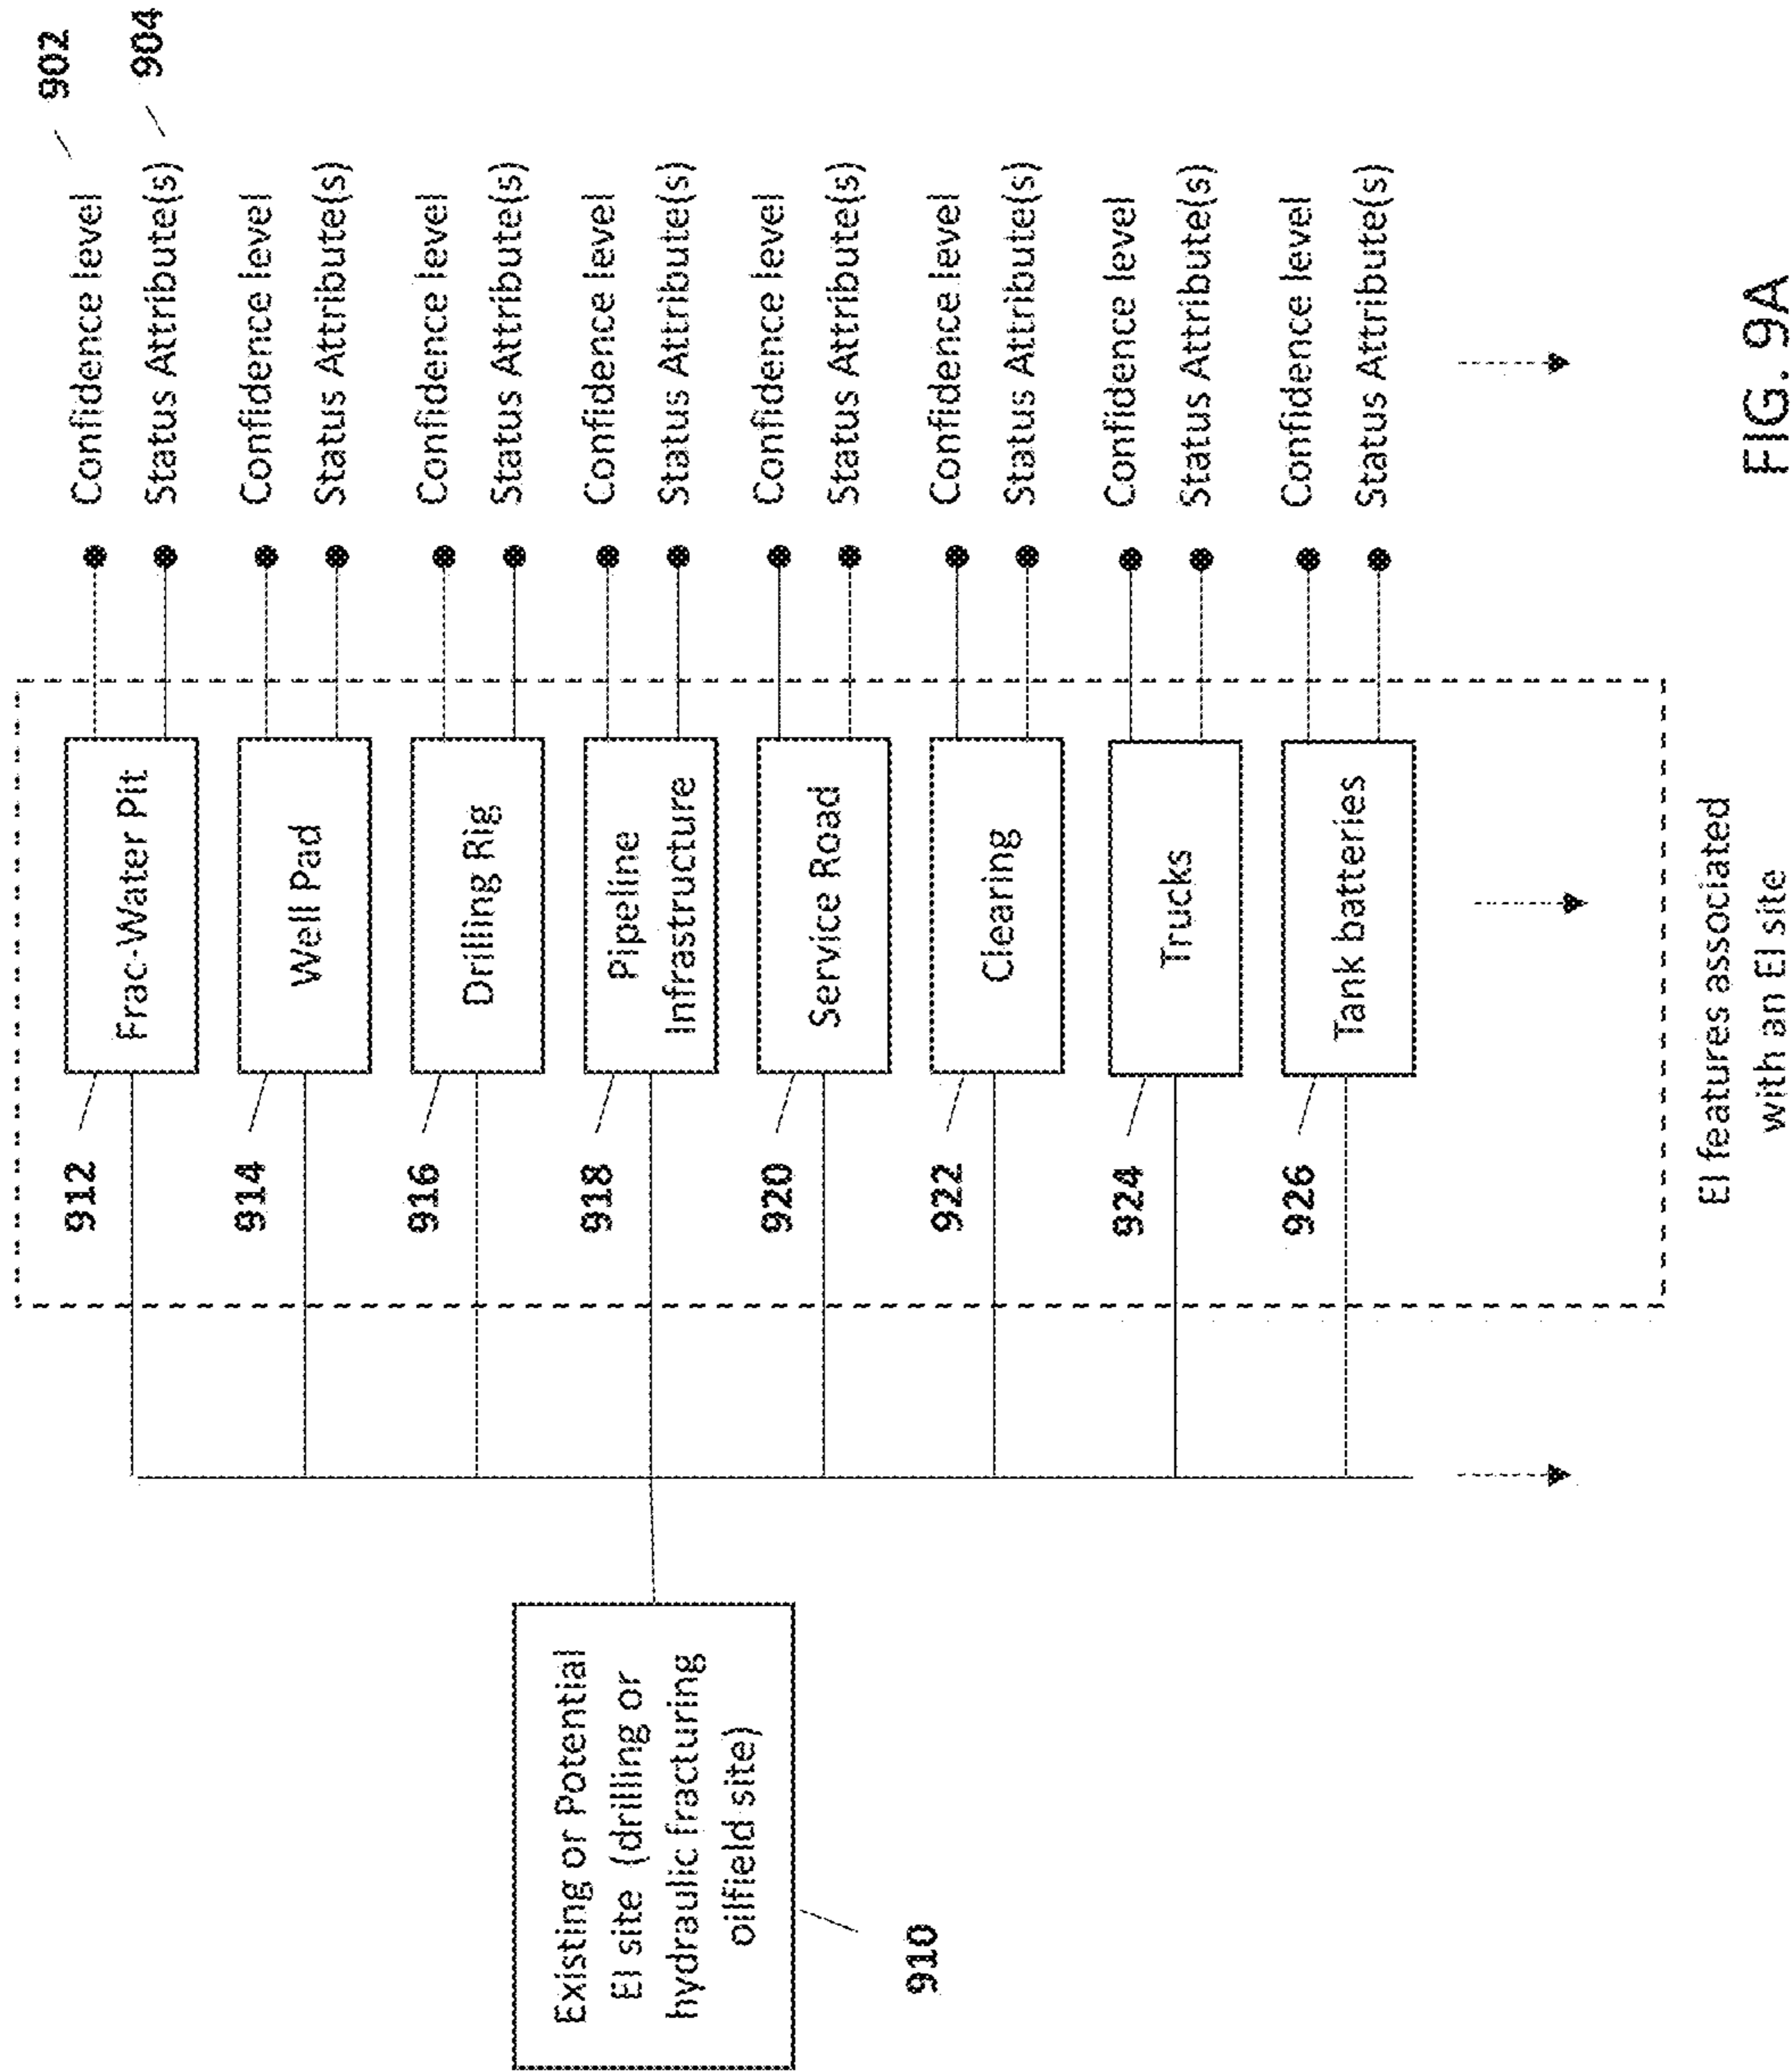 902
904
Confidence level
Status Attribute(s)
912
Frac-Water Pit
Confidence level
Status Attribute(s)
914
Well Pad
Confidence level
Status Attribute(s)
916
Drilling Rig
Confidence level
Status Attribute(s)
918
Pipeline
Infrastructure
Confidence level
Status Attribute(s)
920
Service Road
Confidence level
Status Attribute(s)
922
Clearing
Confidence level
Status Attribute(s)
924
Trucks
Confidence level
Status Attribute(s)
926
Tank batteries
Existing or Potential
EI site (drilling or
hydraulic fracturing
oilfield site)
910
EI features associated
with an EI site
FIG. 9A